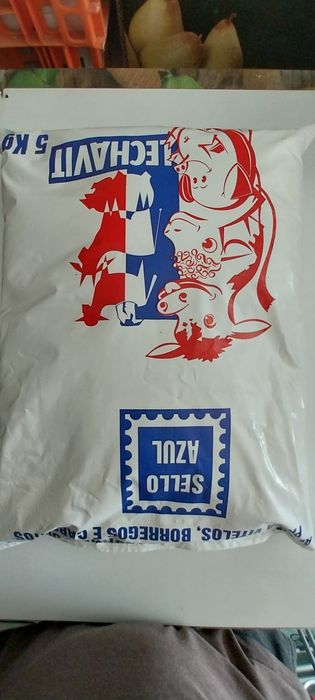 VITELOS, BORREGOS E CABRITOS
SELLO
AZUL
LECHAVIT
5 Kg